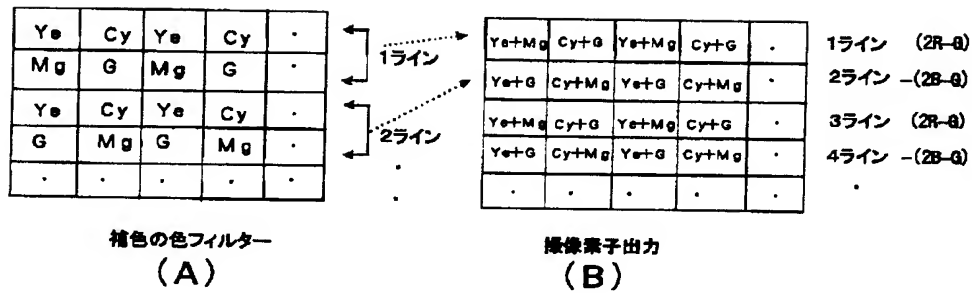 Ye Cy Ye Cy ・
Mg G Mg G ・
Ye Cy Ye Cy ・
G Mg G Mg ・
・ ・ ・ ・ ・
1ライン
2ライン
・
・
補色の色フィルター
(A)
Ye+Mg Cy+G Ye+Mg Cy+G ・
Ye+G Cy+Mg Ye+G Cy+Mg ・
Ye+Mg Cy+G Ye+Mg Cy+G ・
Ye+G Cy+Mg Ye+G Cy+Mg ・
・ ・ ・ ・ ・
1ライン (2R-G)
2ライン -(2B-G)
3ライン (2R-G)
4ライン -(2B-G)
・
撮像素子出力
(B)